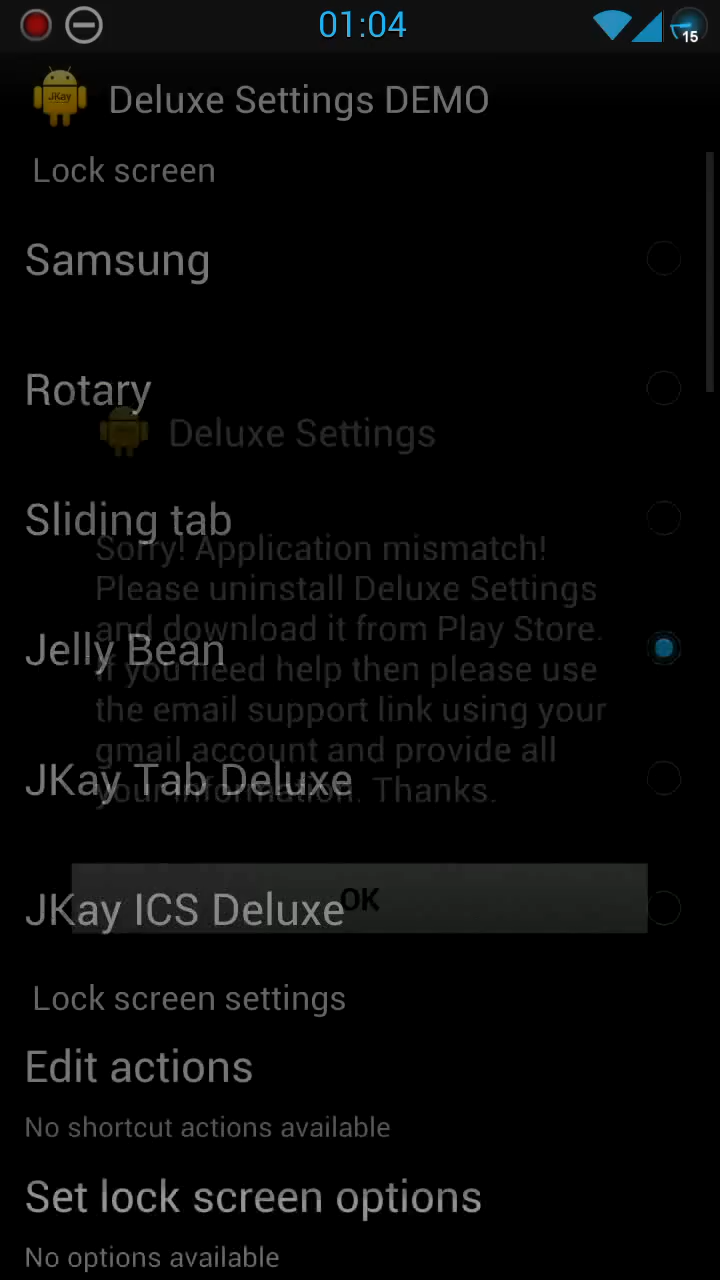 01:04
15
JKay
Deluxe Settings DEMO
Lock screen
Samsung
Rotary
Deluxe Settings
Sliding tab
Sorry! Application mismatch!
Please uninstall Deluxe Settings
and download it from Play Store.
Jelly Bean
If you need help then please use
the email support link using your
gmail account and provide all
JKay Tab Deluxe
your information. Thanks.
OK
JKay ICS Deluxe
Lock screen settings
Edit actions
No shortcut actions available
Set lock screen options
No options available